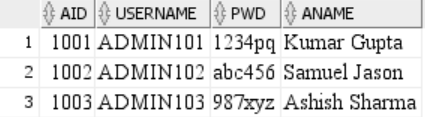 AID USERNAME PWD ANAME
1 1001 ADMIN101 1234pq Kumar Gupta
2 1002 ADMIN102 abc456 Samuel Jason
3 1003 ADMIN103 987xyz Ashish Sharma